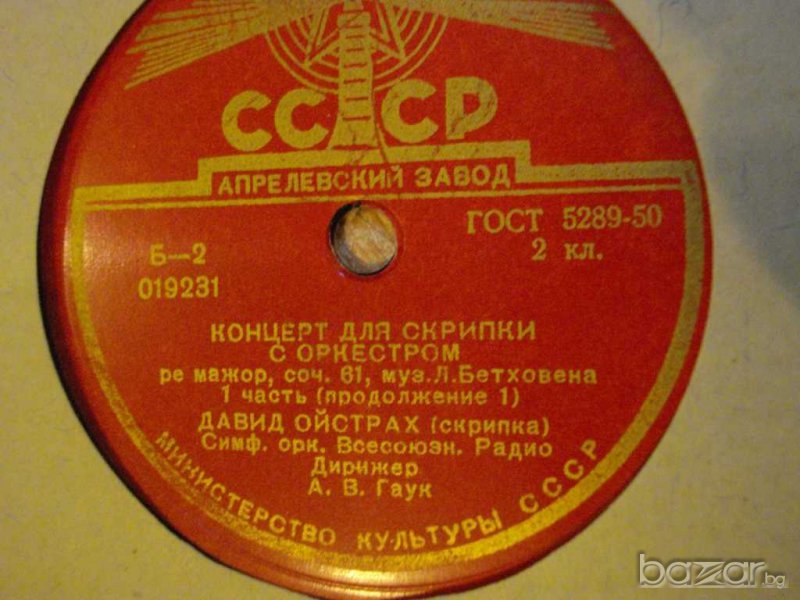 СССР
АПРЕЛЕВСКИЙ ЗАВОД
ГОСТ 5289-50
2 кл.
Б—2
019231
КОНЦЕРТ ДЛЯ СКРИПКИ
С ОРКЕСТРОМ
ре мажор, соч. 61, муз.Л.Бетховена
1 часть (продолжение 1)
ДАВИД ОЙСТРАХ (скрипка)
Симф. орк. Всесоюзн. Радио
Дирижер
А. В. Гаук
МИНИСТЕРСТВО КУЛЬТУРЫ СССР
bazar.bg